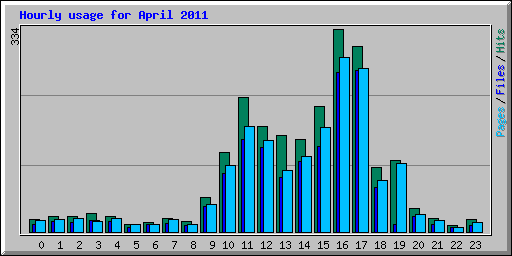 Hourly usage for April 2011
334
Pages/Files/Hits
0 1 2 3 4 5 6 7 8 9 10 11 12 13 14 15 16 17 18 19 20 21 22 23